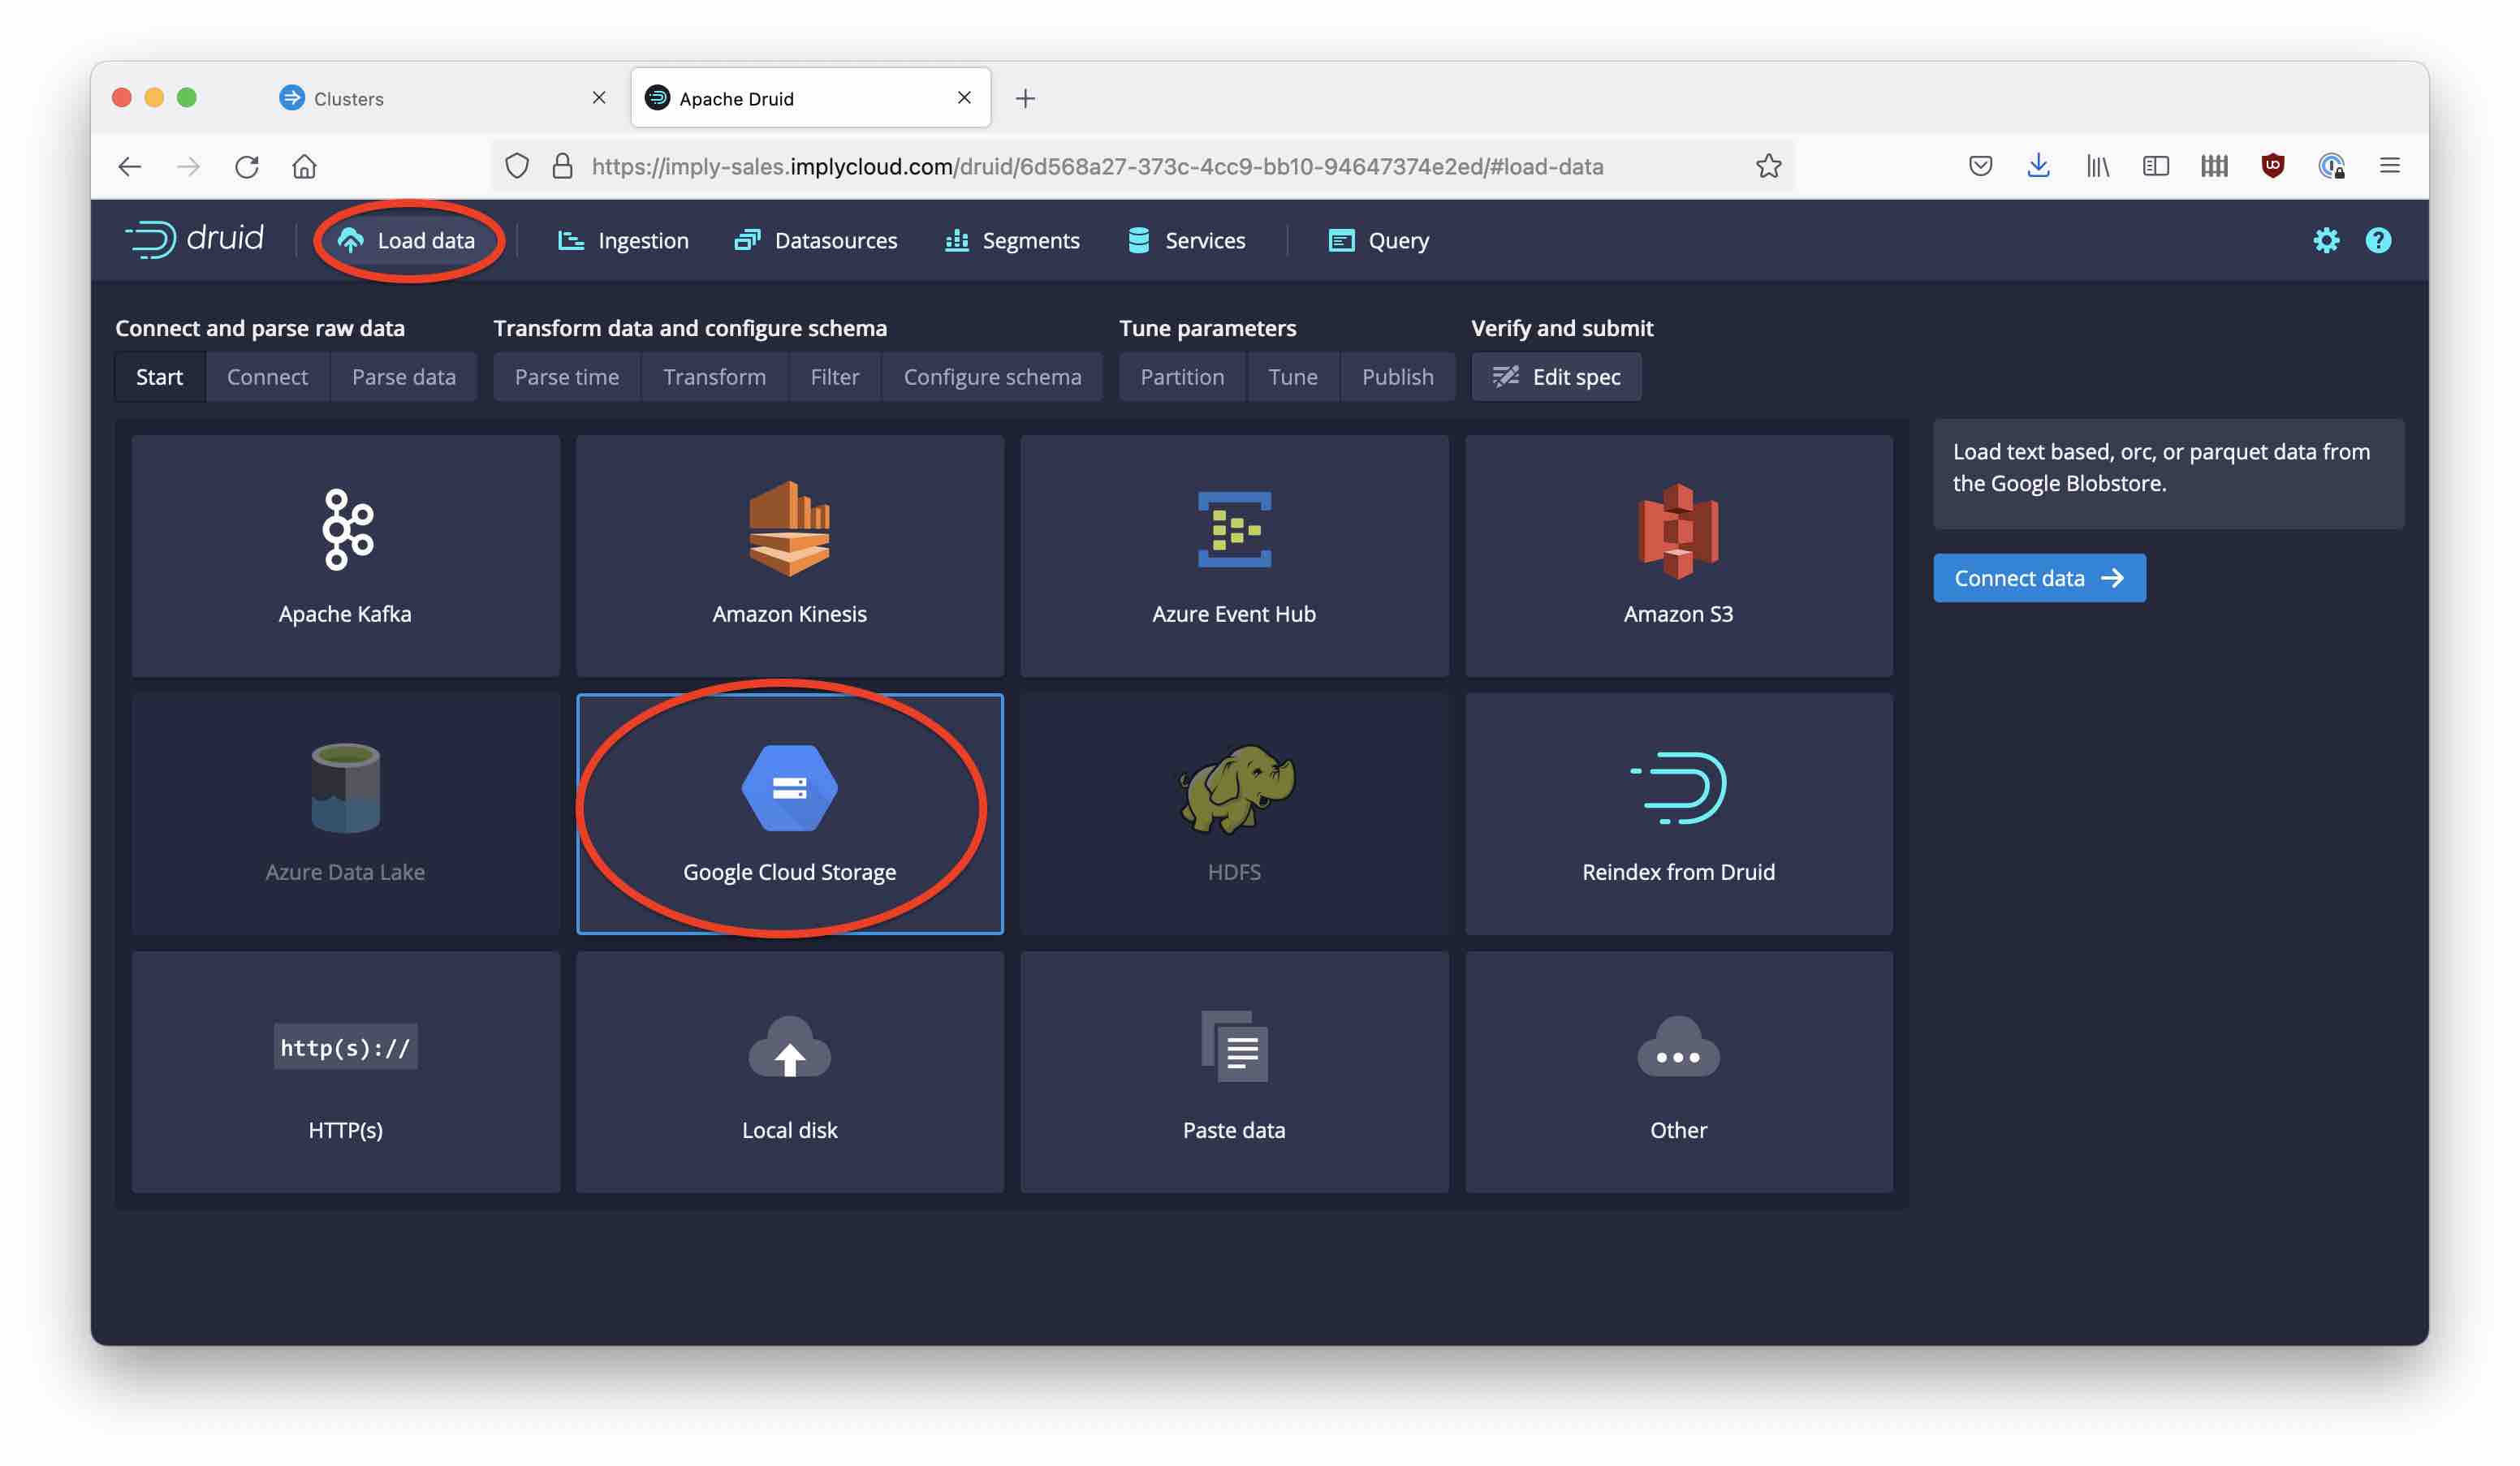 Clusters
Apache Druid
https://imply-sales.implycloud.com/druid/6d568a27-373c-4cc9-bb10-94647374e2ed/#load-data
druid
Load data
Ingestion
Datasources
Segments
Services
Query
Connect and parse raw data
Transform data and configure schema
Tune parameters
Verify and submit
Start
Connect
Parse data
Parse time
Transform
Filter
Configure schema
Partition
Tune
Publish
Edit spec
Apache Kafka
Amazon Kinesis
Azure Event Hub
Amazon S3
Load text based, orc, or parquet data from
the Google Blobstore.
Connect data
Azure Data Lake
Google Cloud Storage
HDFS
Reindex from Druid
http(s)://
HTTP(s)
Local disk
Paste data
Other